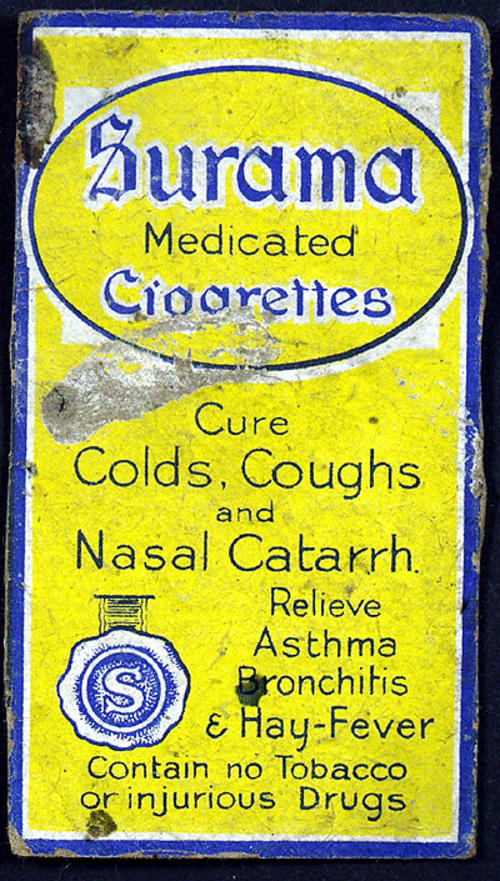 Surama
Medicated
Cigarettes
Cure
Colds, Coughs
and
Nasal Catarrh.
Relieve
Asthma
Bronchitis
& Hay-Fever
S
Contain no Tobacco
or injurious Drugs